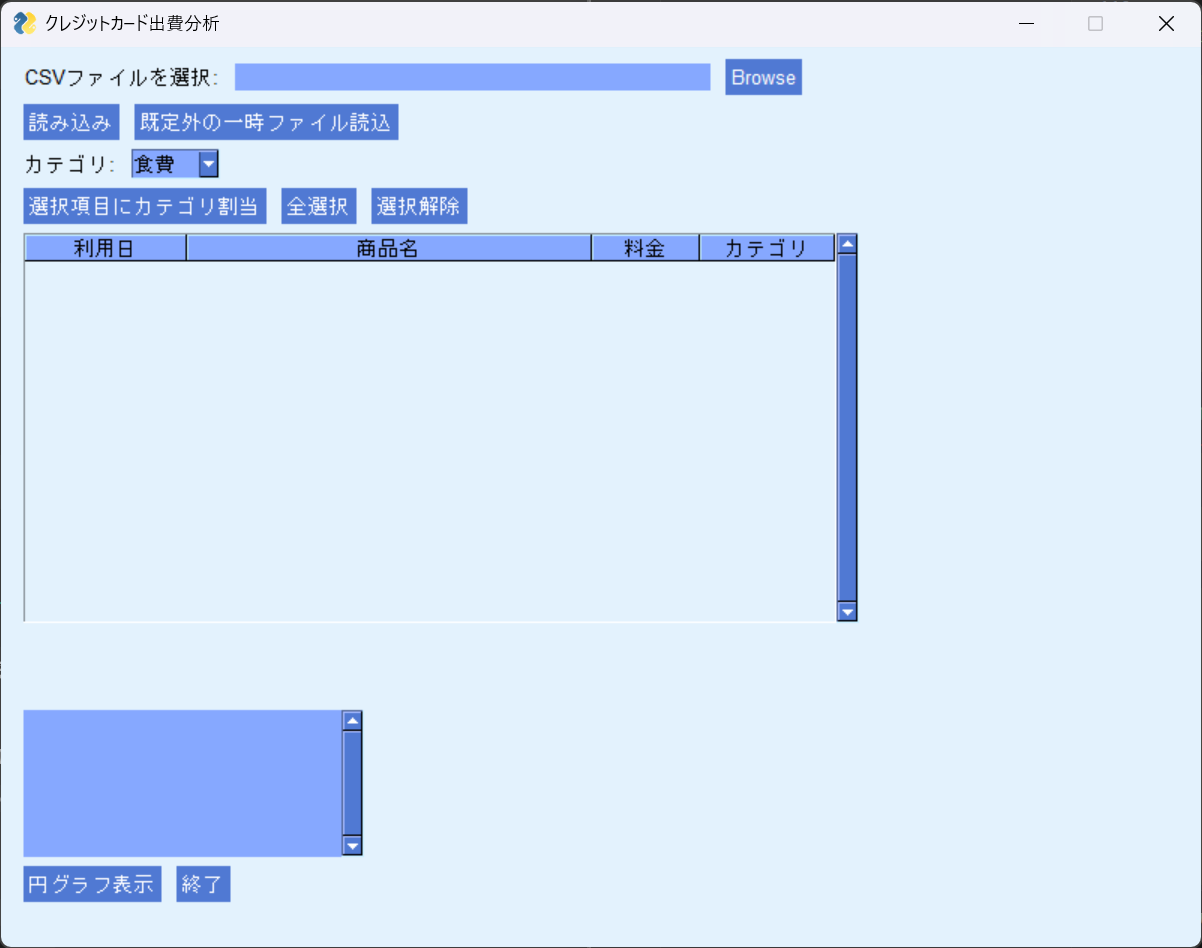 クレジットカード出費分析
CSVファイルを選択: Browse
読み込み 既定外の一時ファイル読込
カテゴリ: 食費
選択項目にカテゴリ割当 全選択 選択解除
利用日 商品名 料金 カテゴリ
円グラフ表示 終了